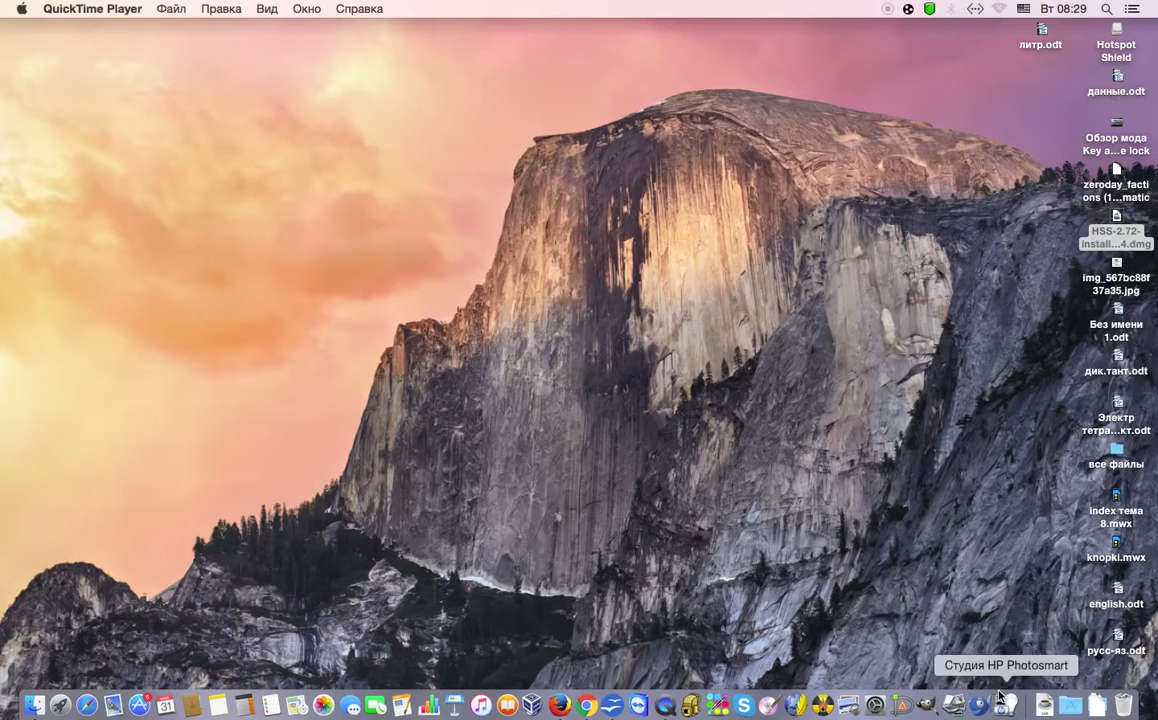 QuickTime Player Файл Правка Вид Окно Справка Вт 08:29
литр.odt
Hotspot
Shield
данные.odt
Обзор мода
Key a...e lock
zeroday_facti
ons (1...matic
HSS-2.72-
install...4.dmg
img_567bc88f
37a35.jpg
Без имени
1.odt
дик.тант.odt
Электр
тетра...кт.odt
все файлы
index тема
8.mwx
knopki.mwx
english.odt
русс-яз.odt
Студия HP Photosmart
31